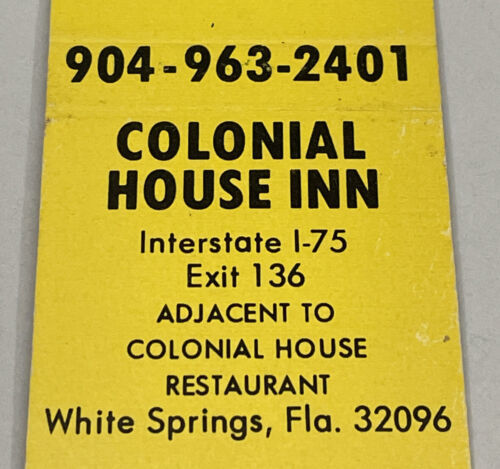 904-963-2401
COLONIAL
HOUSE INN
Interstate I-75
Exit 136
ADJACENT TO
COLONIAL HOUSE
RESTAURANT
White Springs, Fla. 32096